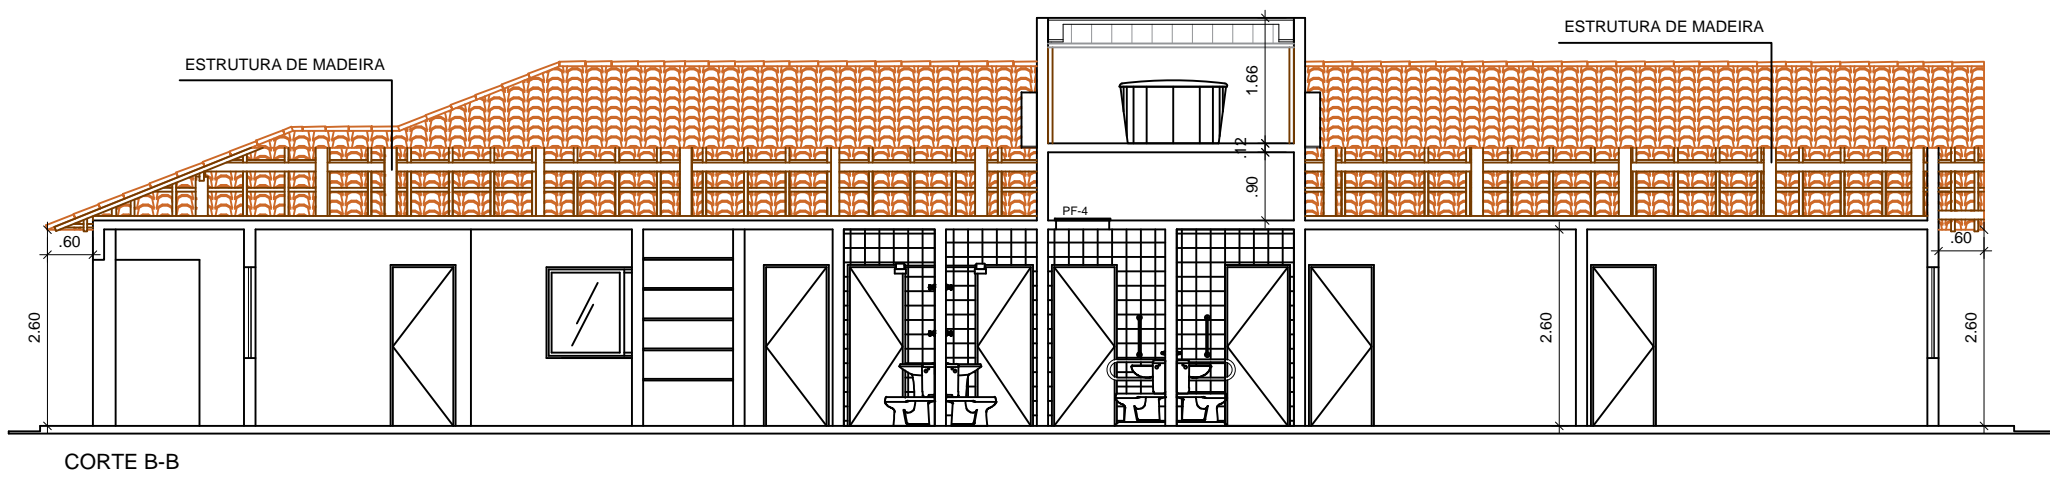 ESTRUTURA DE MADEIRA
ESTRUTURA DE MADEIRA
1.66
.12
.90
PF-4
.60
.60
2.60
2.60
2.60
CORTE B-B